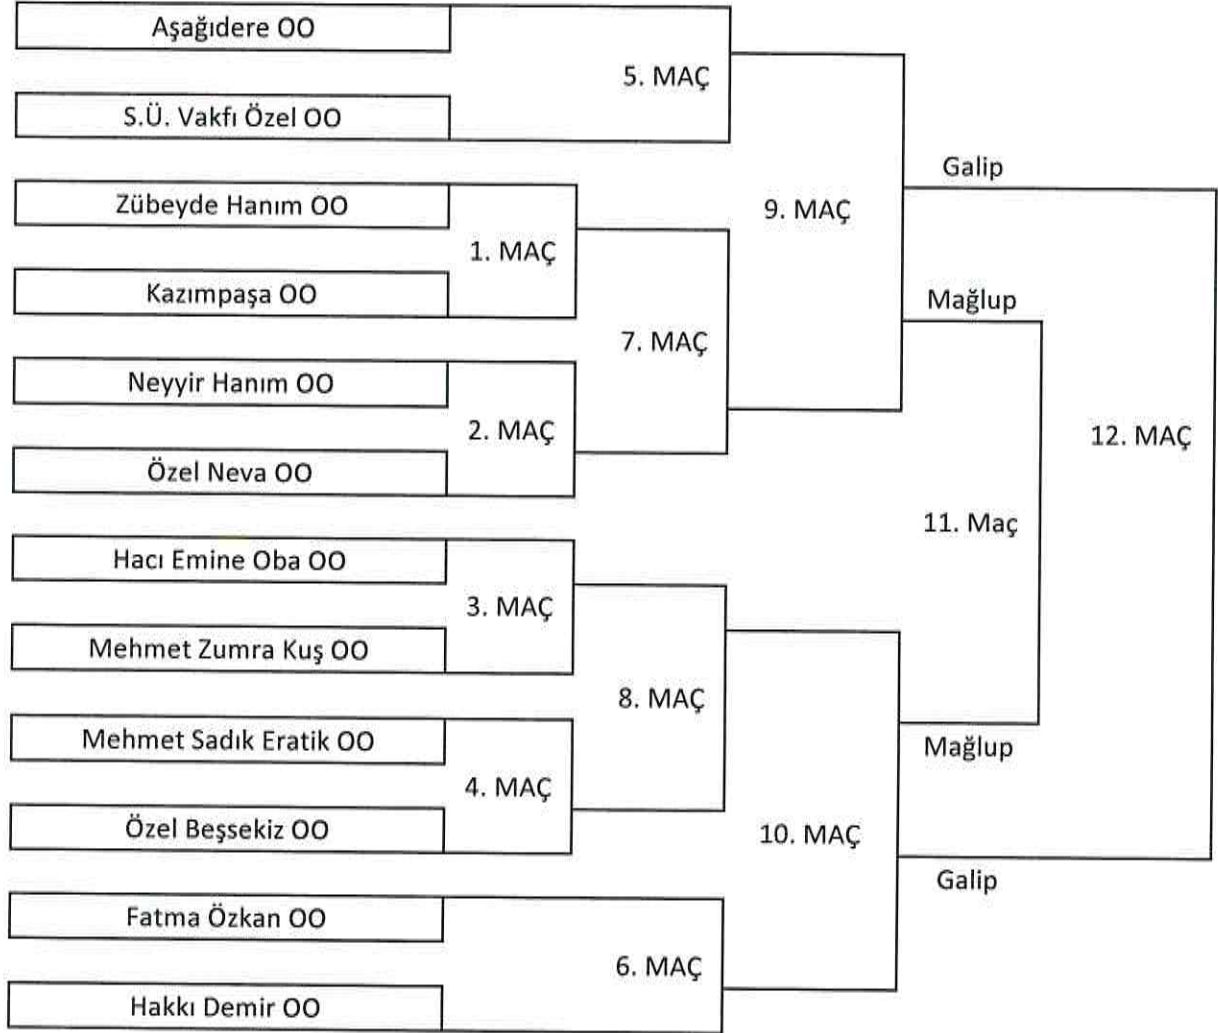 Aşağıdere OO
5. MAÇ
S.Ü. Vakfı Özel OO
Galip
Zübeyde Hanım OO
9. MAÇ
1. MAÇ
Kazımpaşa OO
Mağlup
7. MAÇ
Neyyir Hanım OO
2. MAÇ
12. MAÇ
Özel Neva OO
11. Maç
Hacı Emine Oba OO
3. MAÇ
Mehmet Zumra Kuş OO
8. MAÇ
Mehmet Sadık Eratik OO
Mağlup
4. MAÇ
Özel Beşsekiz OO
10. MAÇ
Galip
Fatma Özkan OO
6. MAÇ
Hakkı Demir OO